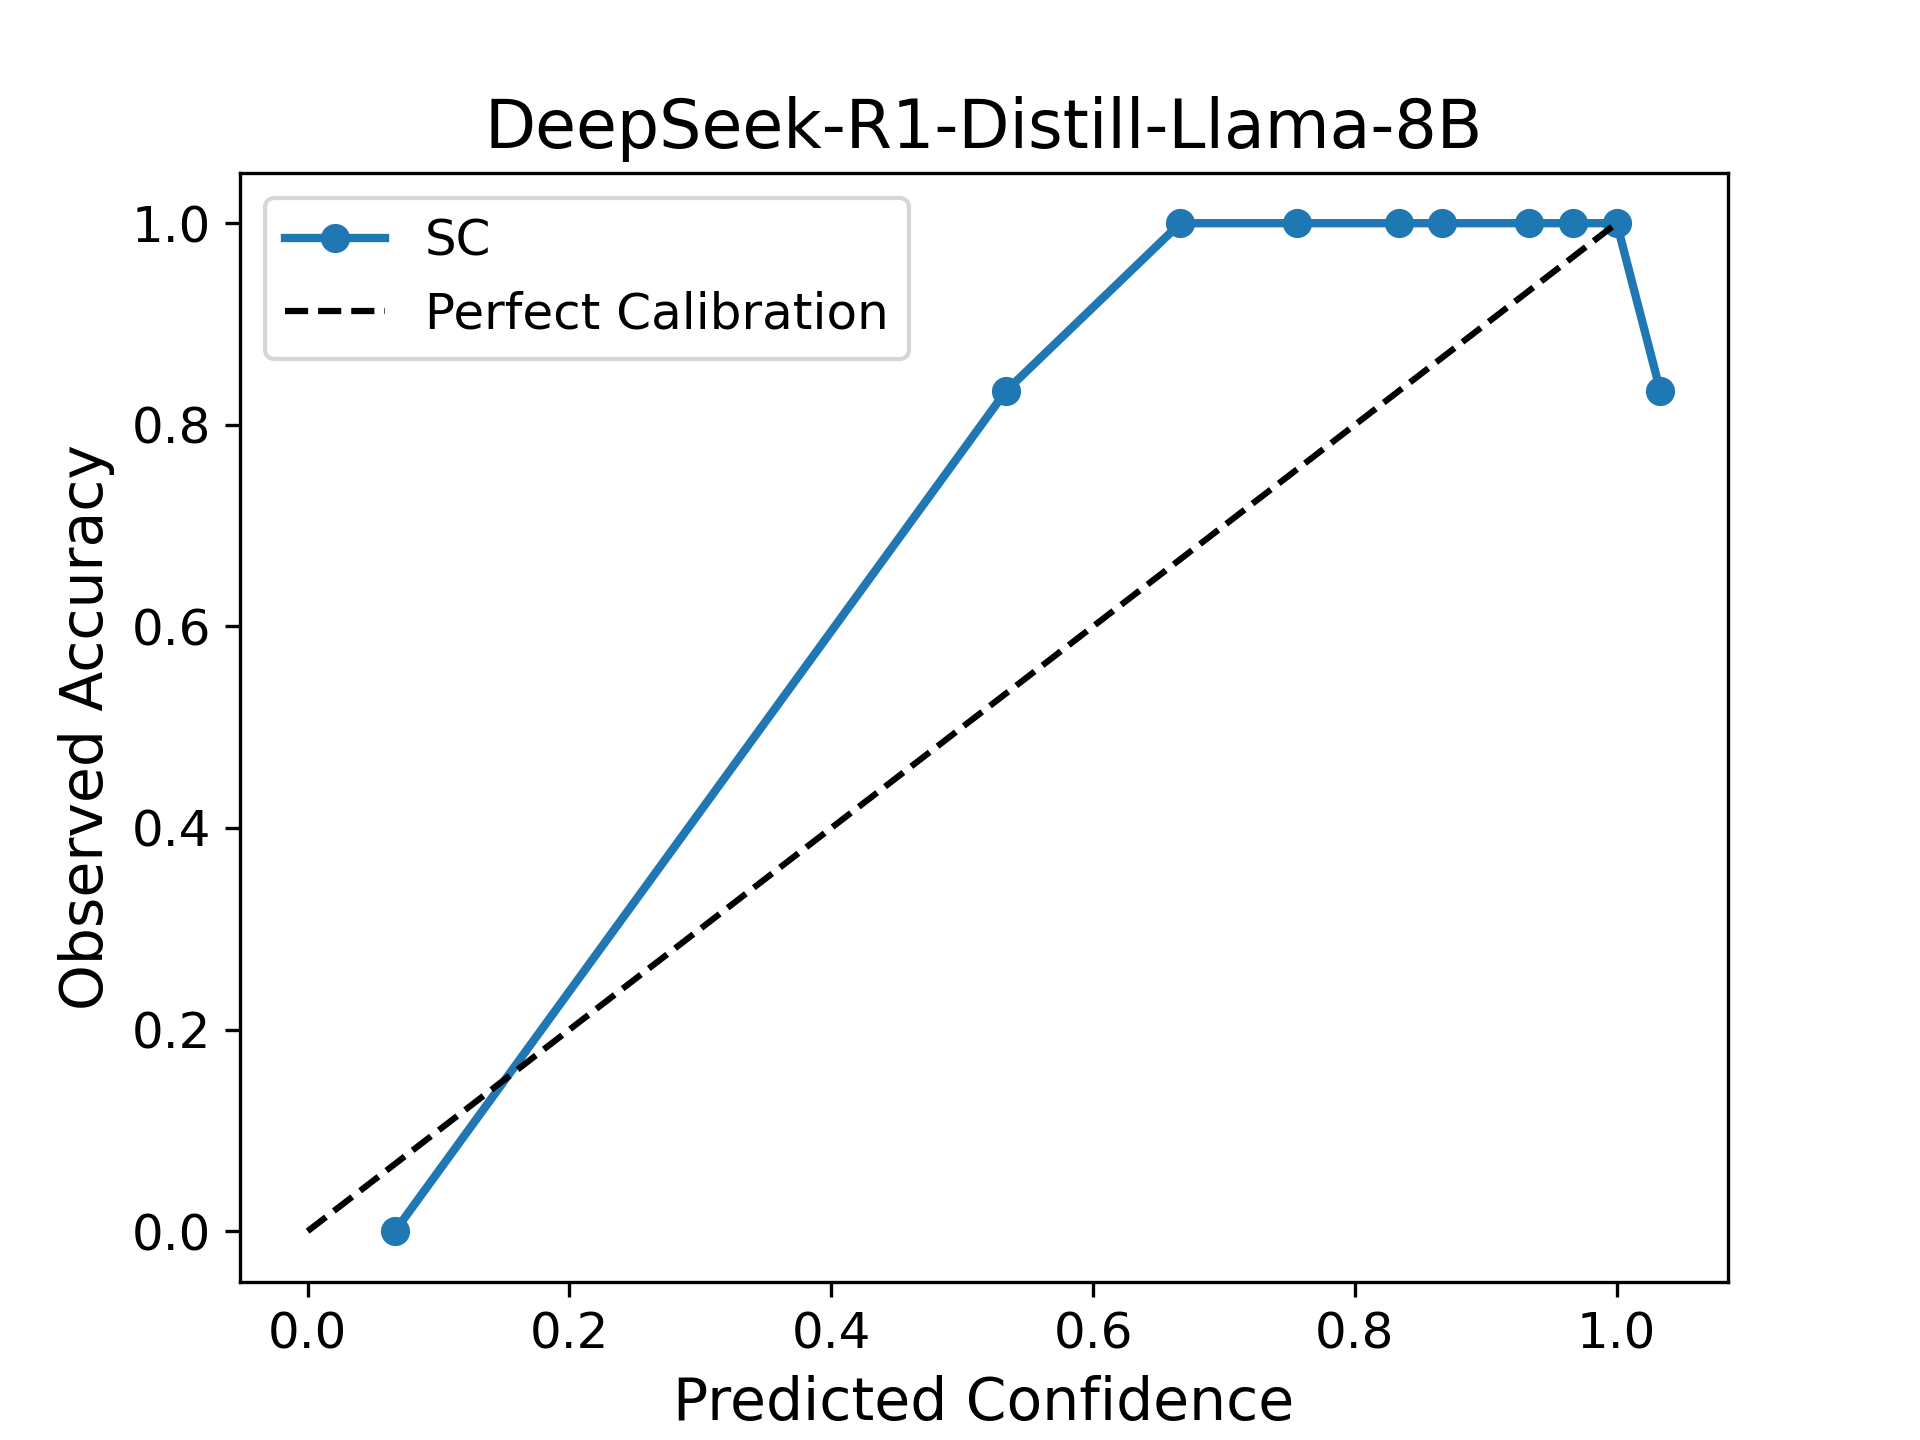 DeepSeek-R1-Distill-Llama-8B
SC
Perfect Calibration
1.0
0.8
0.6
0.4
0.2
0.0
Observed Accuracy
0.0 0.2 0.4 0.6 0.8 1.0
Predicted Confidence